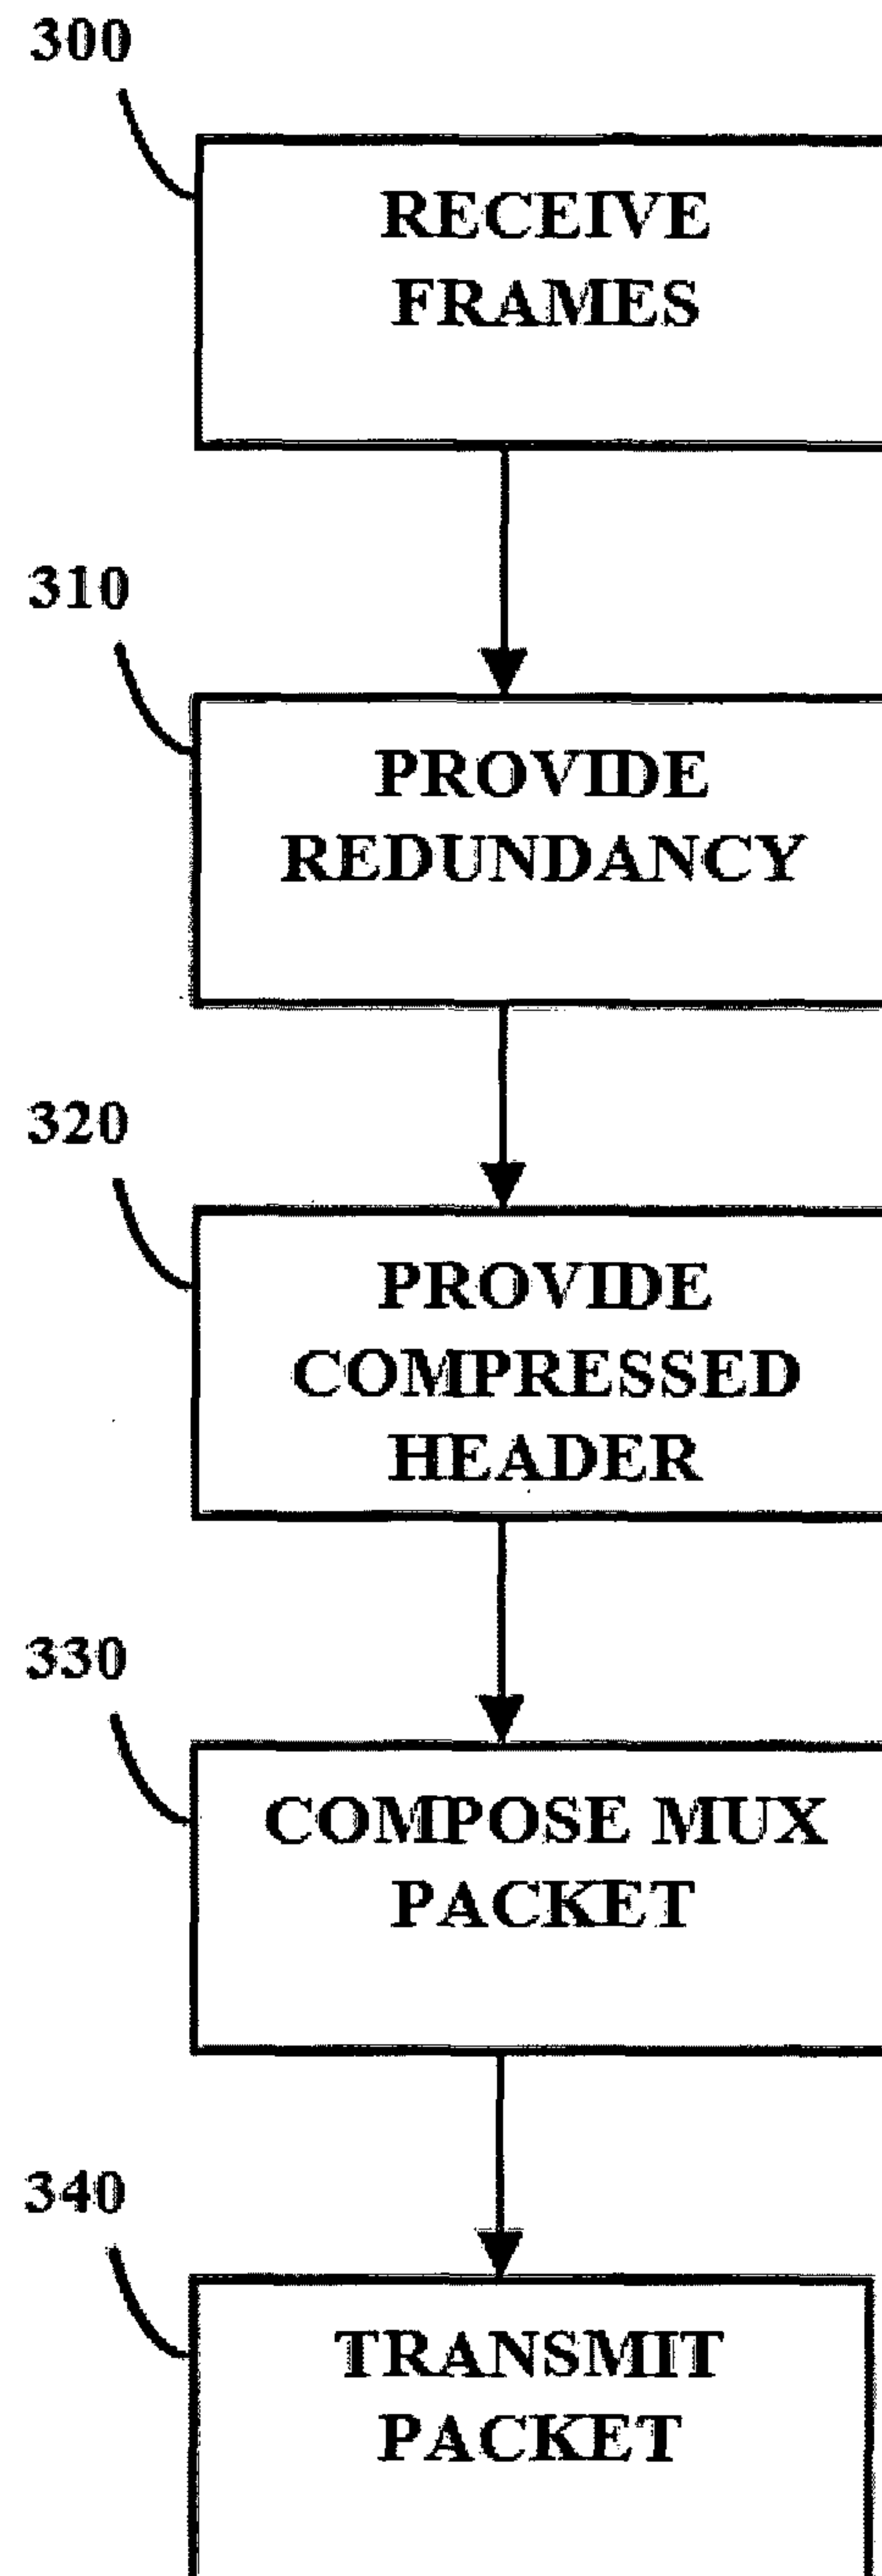 300
RECEIVE
FRAMES
310
PROVIDE
REDUNDANCY
320
PROVIDE
COMPRESSED
HEADER
330
COMPOSE MUX
PACKET
340
TRANSMIT
PACKET